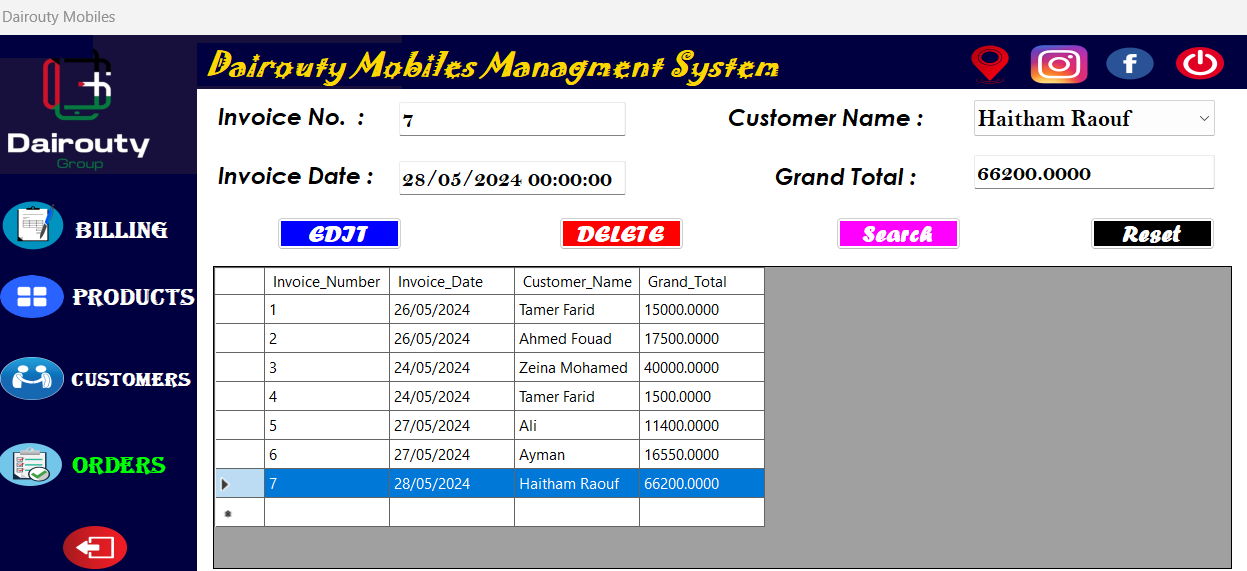 Dairouty Mobiles
Dairouty
Group
Dairouty Mobiles Managment System
Invoice No. : 7 Customer Name : Haitham Raouf
Invoice Date : 28/05/2024 00:00:00 Grand Total : 66200.0000
EDIT DELETE Search Reset
BILLING
PRODUCTS
CUSTOMERS
ORDERS
Invoice_Number Invoice_Date Customer_Name Grand_Total
1 26/05/2024 Tamer Farid 15000.0000
2 26/05/2024 Ahmed Fouad 17500.0000
3 24/05/2024 Zeina Mohamed 40000.0000
4 24/05/2024 Tamer Farid 1500.0000
5 27/05/2024 Ali 11400.0000
6 27/05/2024 Ayman 16550.0000
7 28/05/2024 Haitham Raouf 66200.0000